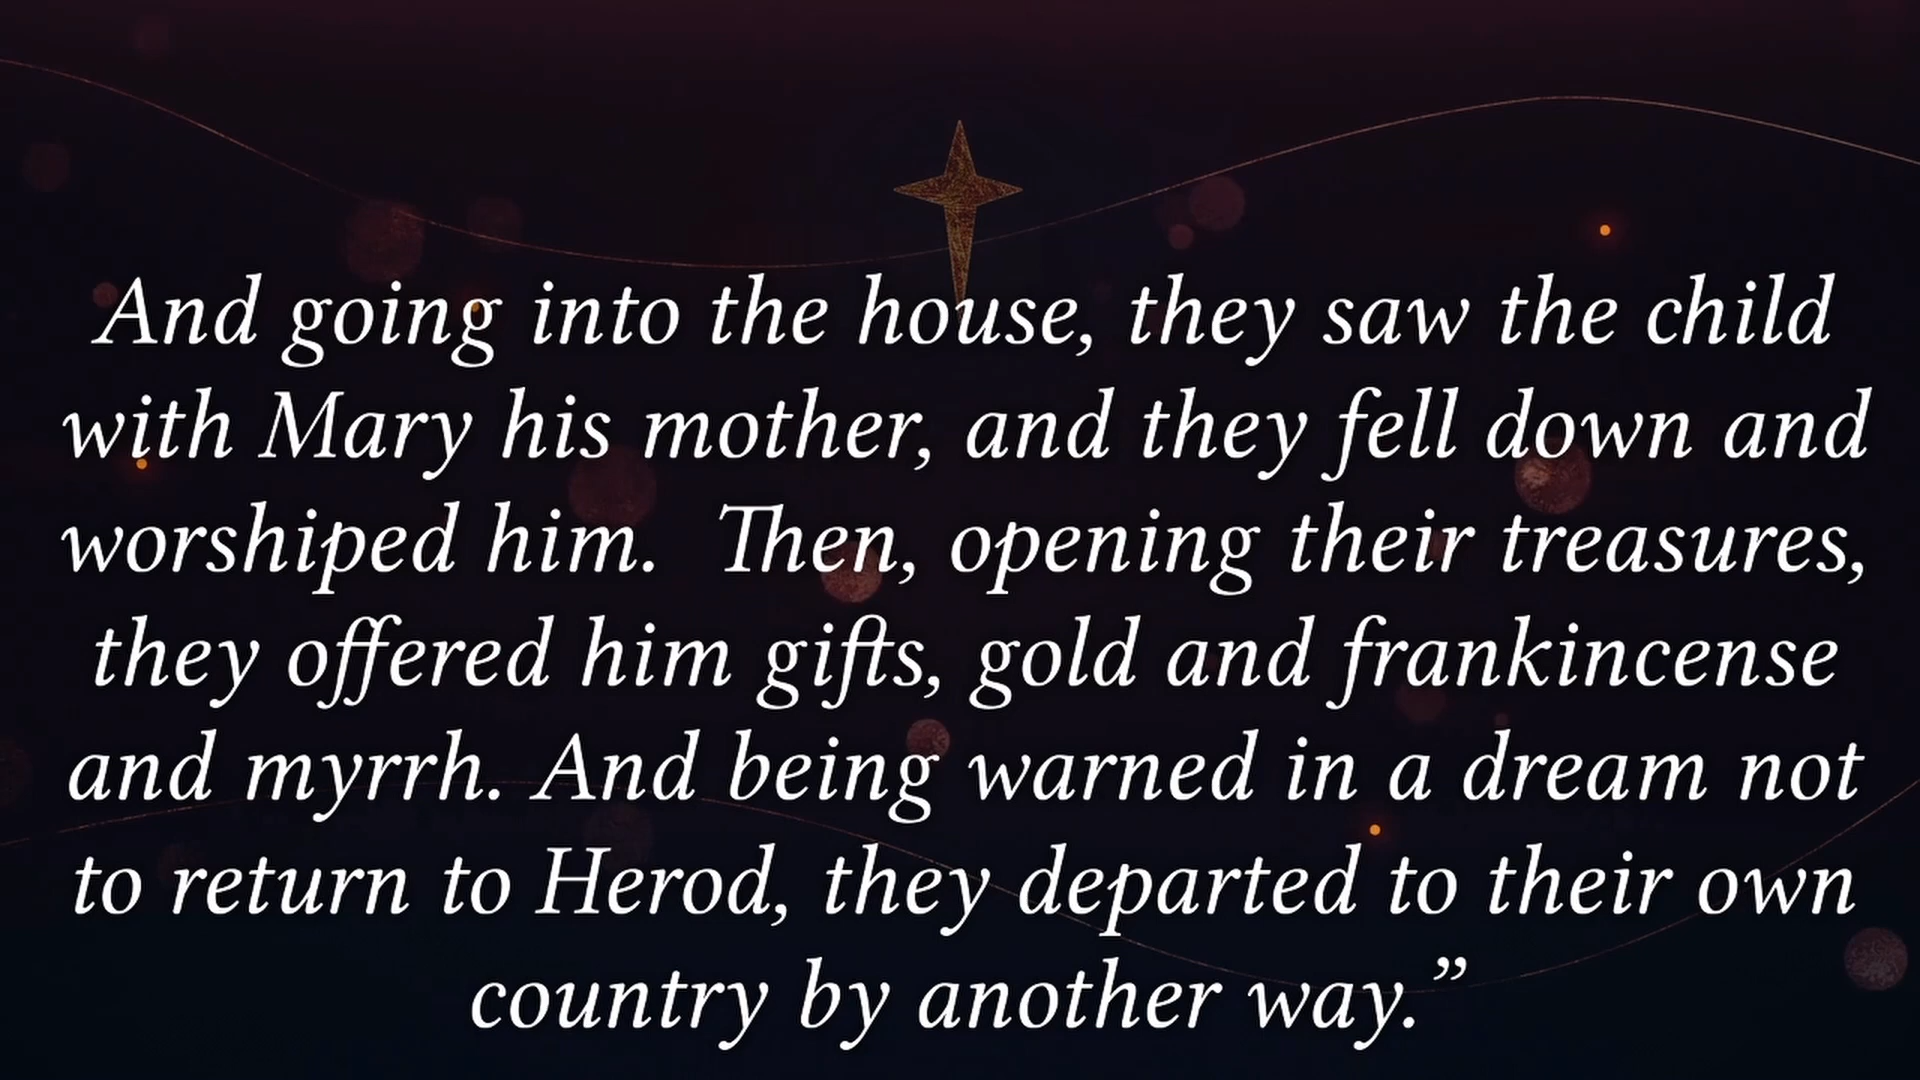 And going into the house, they saw the child
with Mary his mother, and they fell down and
worshiped him.  Then, opening their treasures,
they offered him gifts, gold and frankincense
and myrrh. And being warned in a dream not
to return to Herod, they departed to their own
country by another way.”